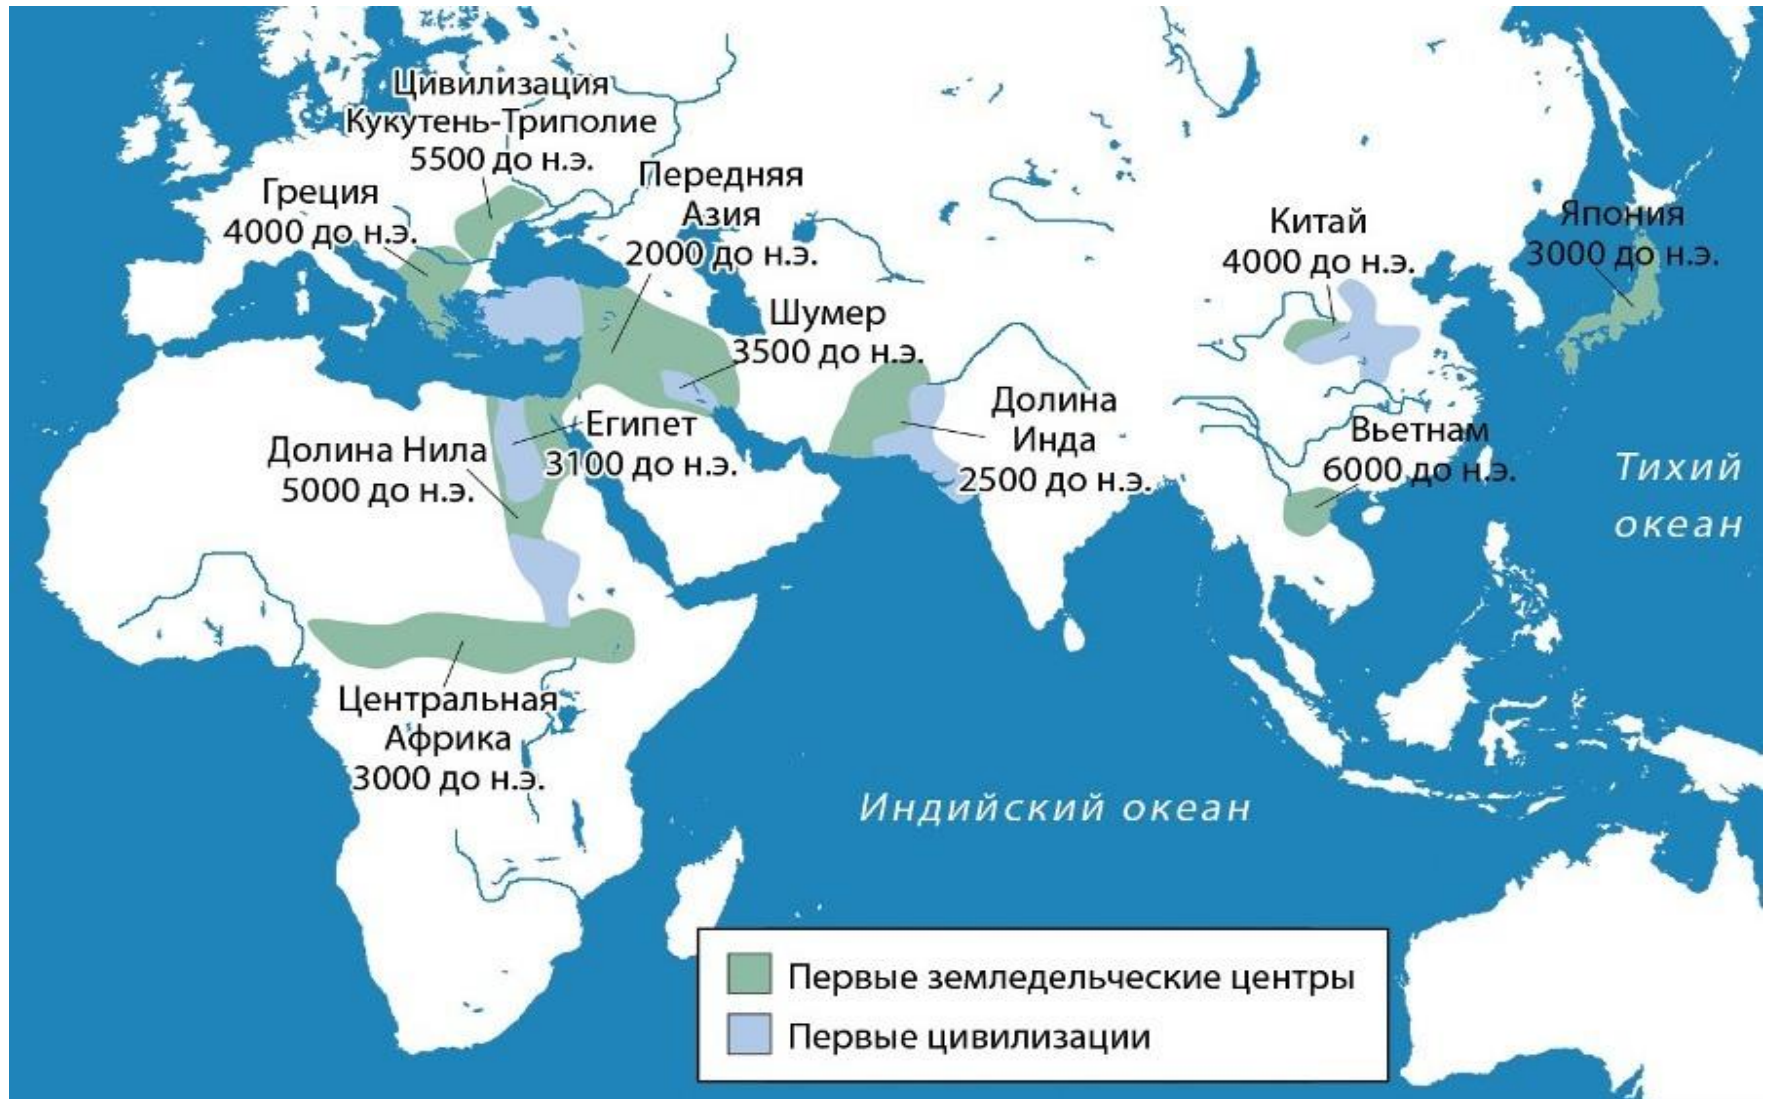 Цивилизация
Кукутень-Триполие
5500 до н.э.
Греция
4000 до н.э.
Передняя
Азия
2000 до н.э.
Шумер
3500 до н.э.
Китай
4000 до н.э.
Япония
3000 до н.э.
Долина Нила
5000 до н.э.
Египет
3100 до н.э.
Долина
Инда
2500 до н.э.
Вьетнам
6000 до н.э.
Тихий
океан
Центральная
Африка
3000 до н.э.
Индийский океан
Первые земледельческие центры
Первые цивилизации